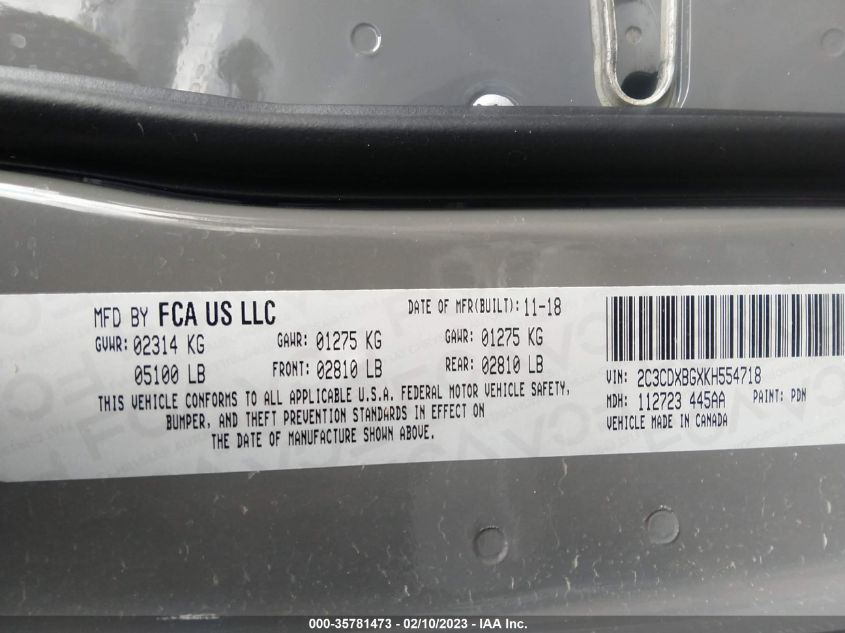 MFD BY FCA US LLC
DATE OF MFR(BUILT): 11-18
GVWR: 02314 KG GAWR: 01275 KG GAWR: 01275 KG
05100 LB FRONT: 02810 LB REAR: 02810 LB
THIS VEHICLE CONFORMS TO ALL APPLICABLE U.S.A. FEDERAL MOTOR VEHICLE SAFETY,
BUMPER, AND THEFT PREVENTION STANDARDS IN EFFECT ON
THE DATE OF MANUFACTURE SHOWN ABOVE.
VIN: 2C3CDXBGXKH554718
MDH: 112723 445AA PAINT: PDN
VEHICLE MADE IN CANADA
000-35781473 — 02/10/2023 — IAA Inc.